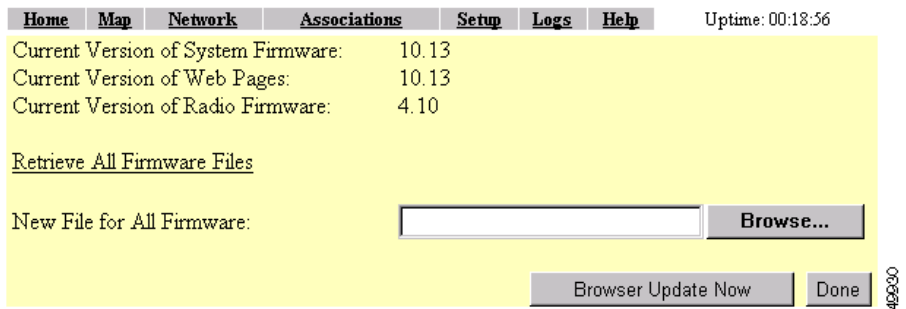 Home Map Network Associations Setup Logs Help Uptime: 00:18:56
Current Version of System Firmware: 10.13
Current Version of Web Pages: 10.13
Current Version of Radio Firmware: 4.10
Retrieve All Firmware Files
New File for All Firmware: Browse...
Browser Update Now Done
49930